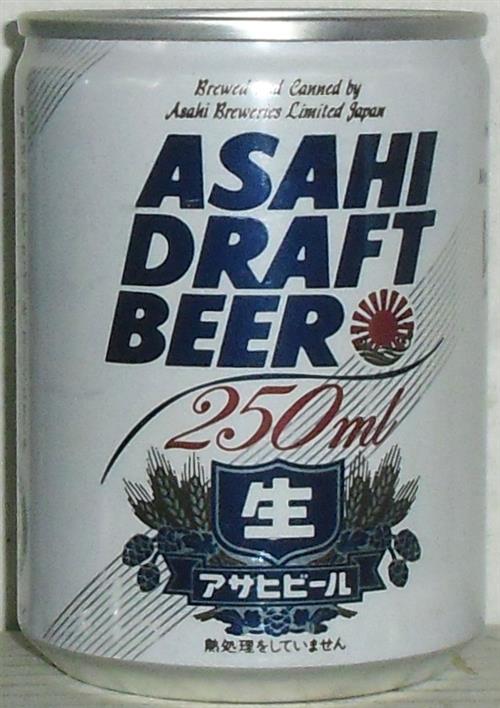 Brewed and Canned by
Asahi Breweries Limited Japan
ASAHI
DRAFT
BEER
250ml
生
アサヒビール
熱処理をしていません